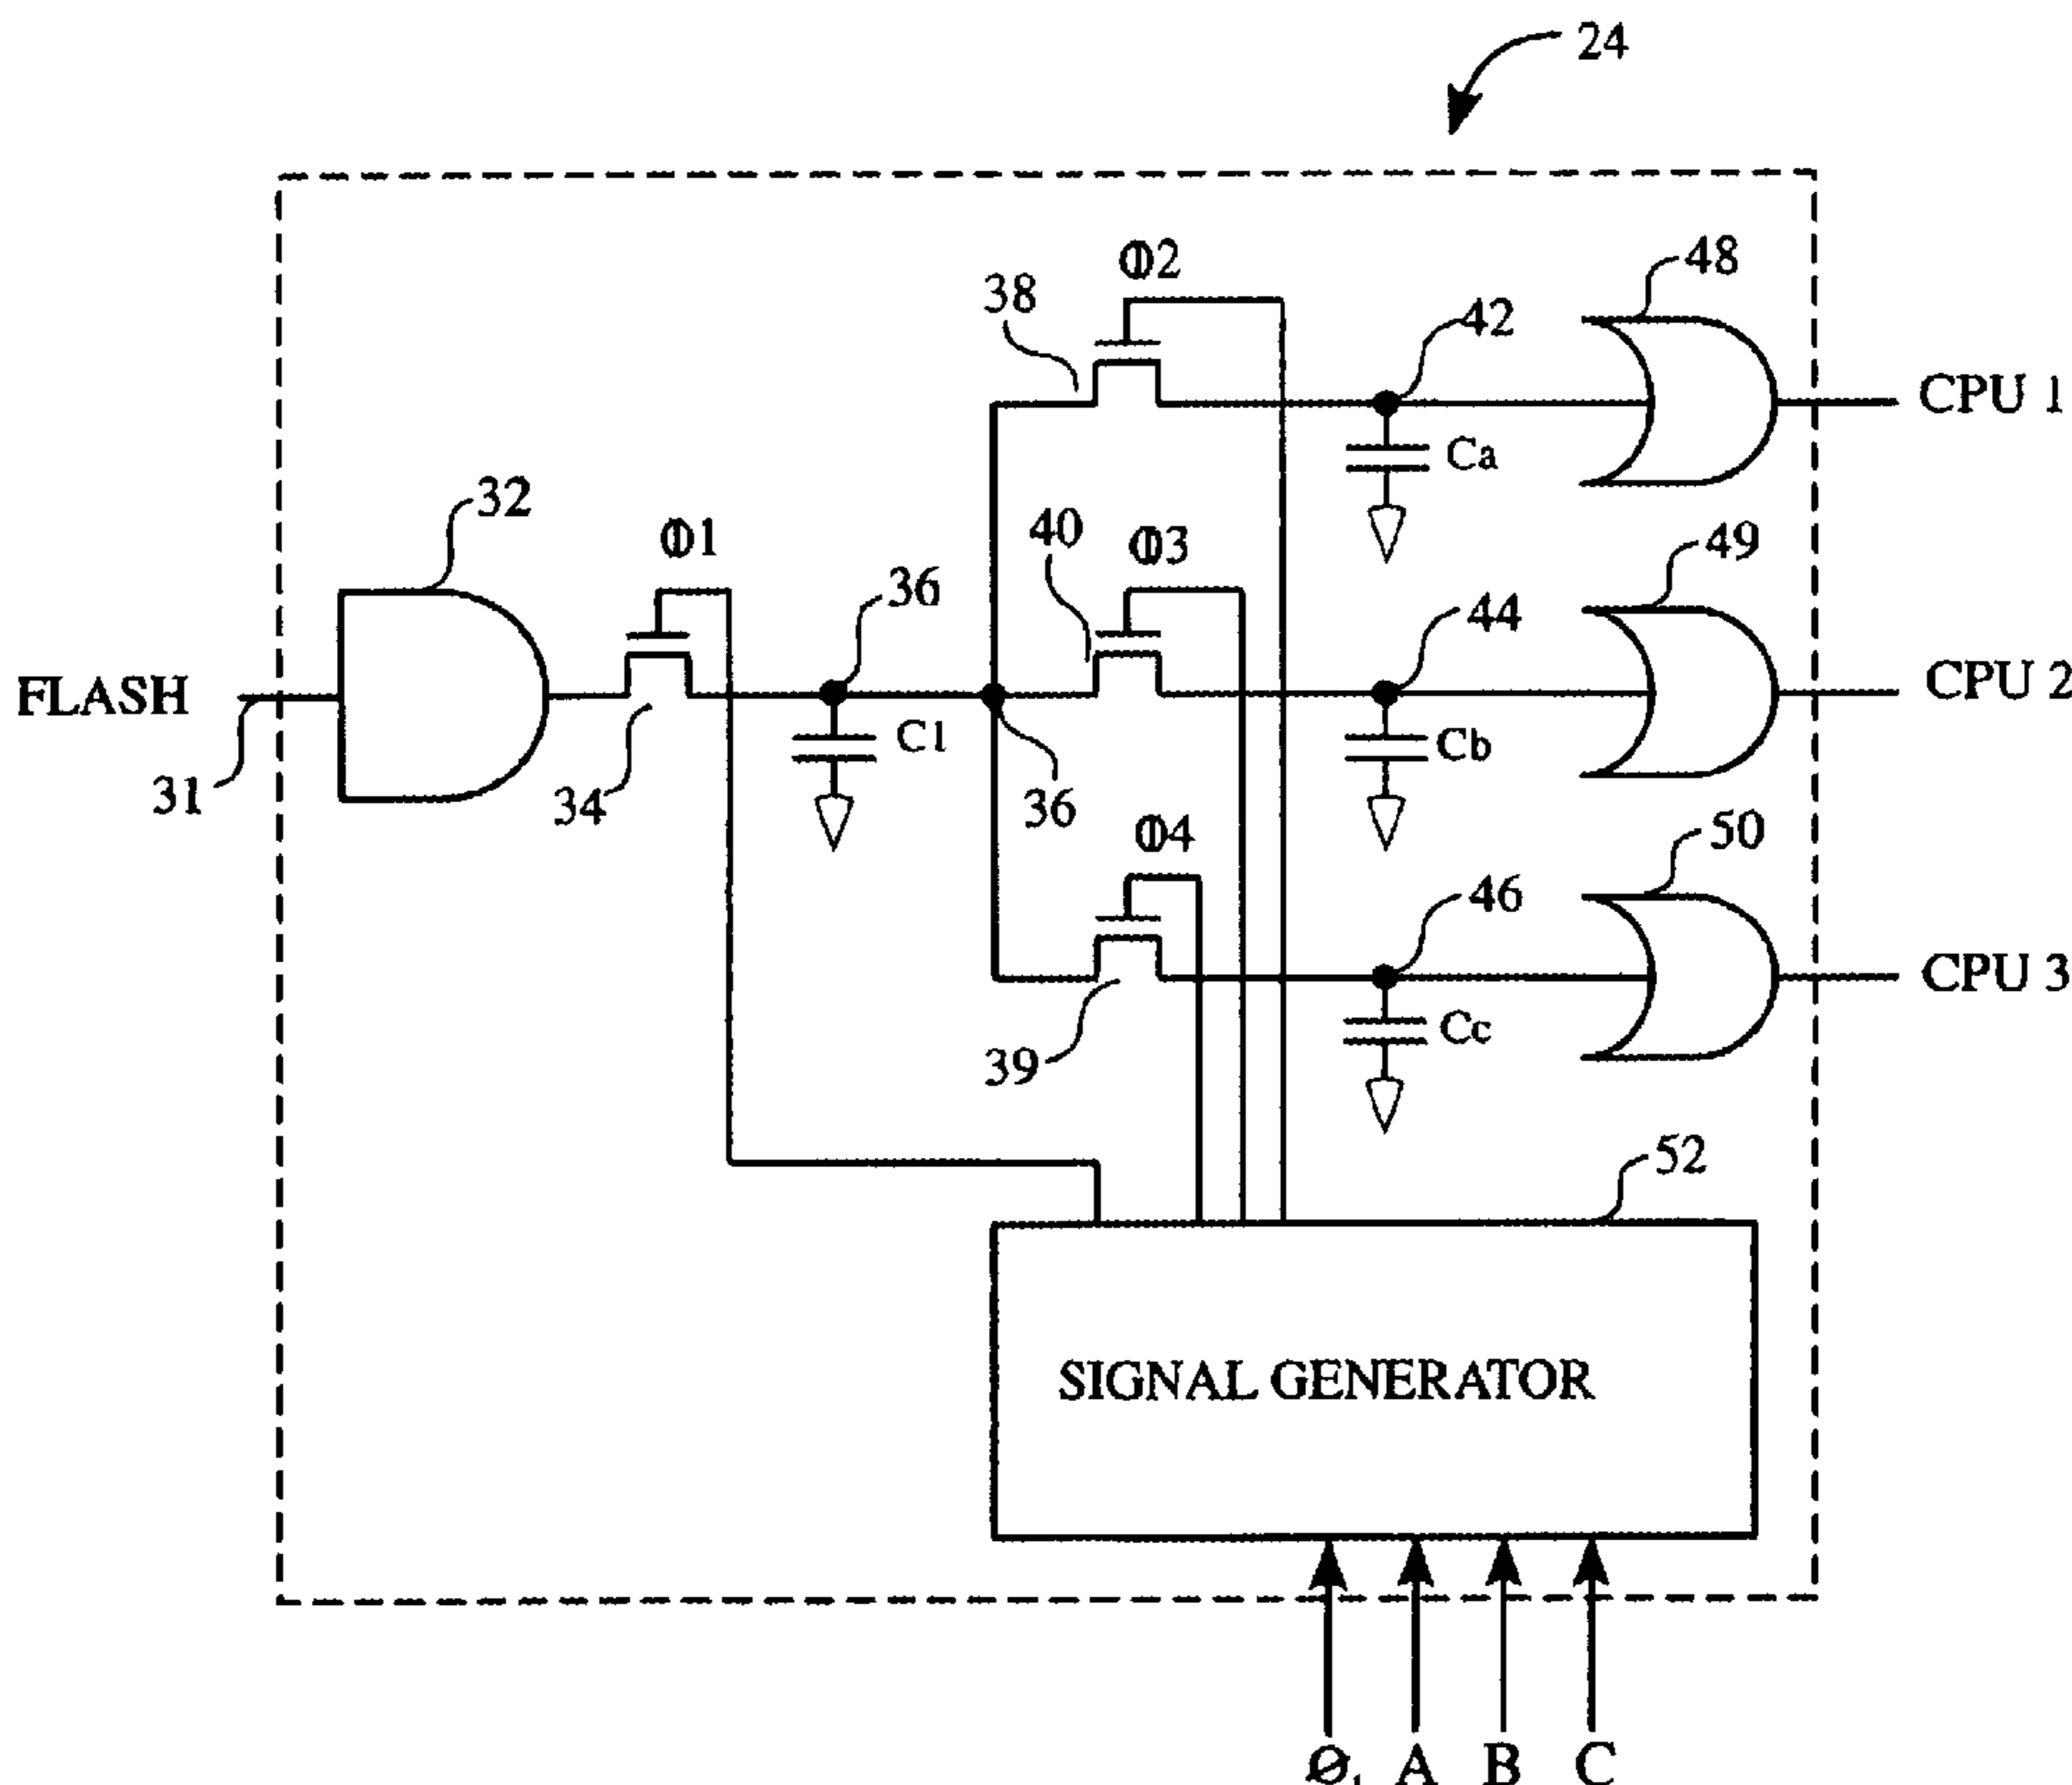 24
Φ2
38
42
48
CPU 1
Ca
32
Φ1
36
40
Φ3
44
49
FLASH
CPU 2
31
34
C1
36
Cb
Φ4
46
50
CPU 3
39
Cc
52
SIGNAL GENERATOR
Ø₁ A B C